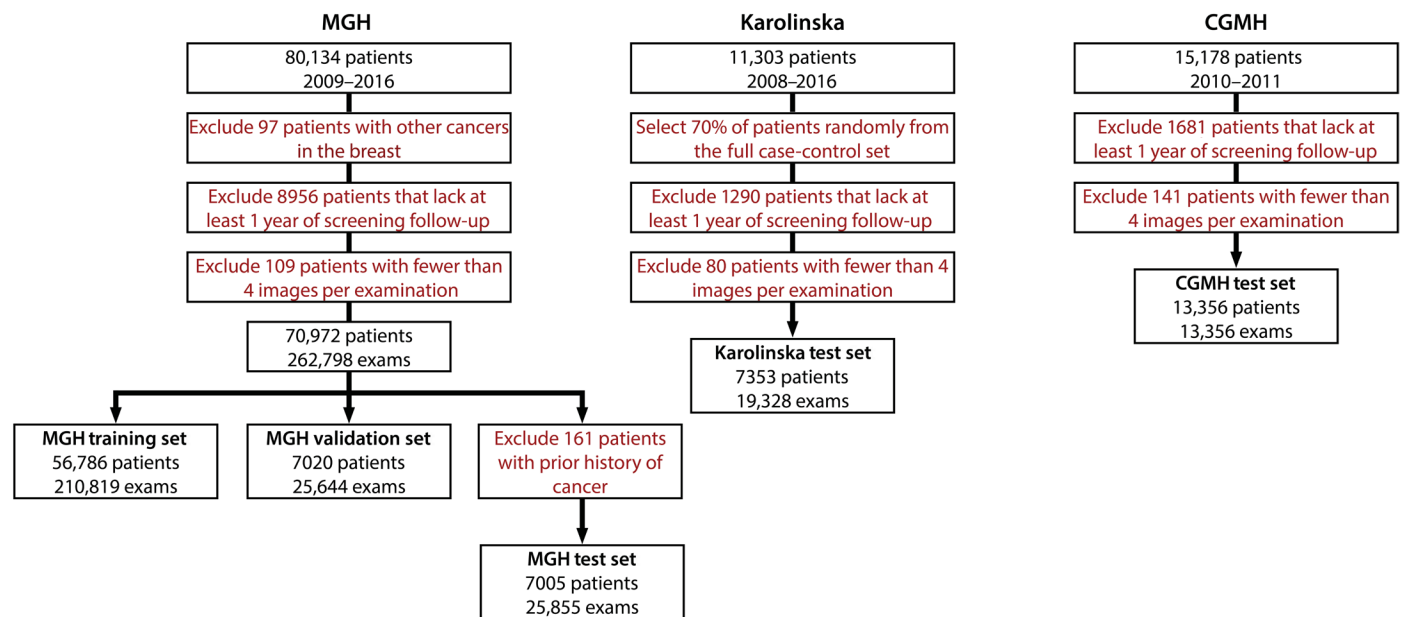 MGH
80,134 patients
2009–2016
Exclude 97 patients with other cancers
in the breast
Exclude 8956 patients that lack at
least 1 year of screening follow-up
Exclude 109 patients with fewer than
4 images per examination
70,972 patients
262,798 exams
MGH training set
56,786 patients
210,819 exams
MGH validation set
7020 patients
25,644 exams
Exclude 161 patients
with prior history of
cancer
MGH test set
7005 patients
25,855 exams
Karolinska
11,303 patients
2008–2016
Select 70% of patients randomly from
the full case-control set
Exclude 1290 patients that lack at
least 1 year of screening follow-up
Exclude 80 patients with fewer than 4
images per examination
Karolinska test set
7353 patients
19,328 exams
CGMH
15,178 patients
2010–2011
Exclude 1681 patients that lack at
least 1 year of screening follow-up
Exclude 141 patients with fewer than
4 images per examination
CGMH test set
13,356 patients
13,356 exams